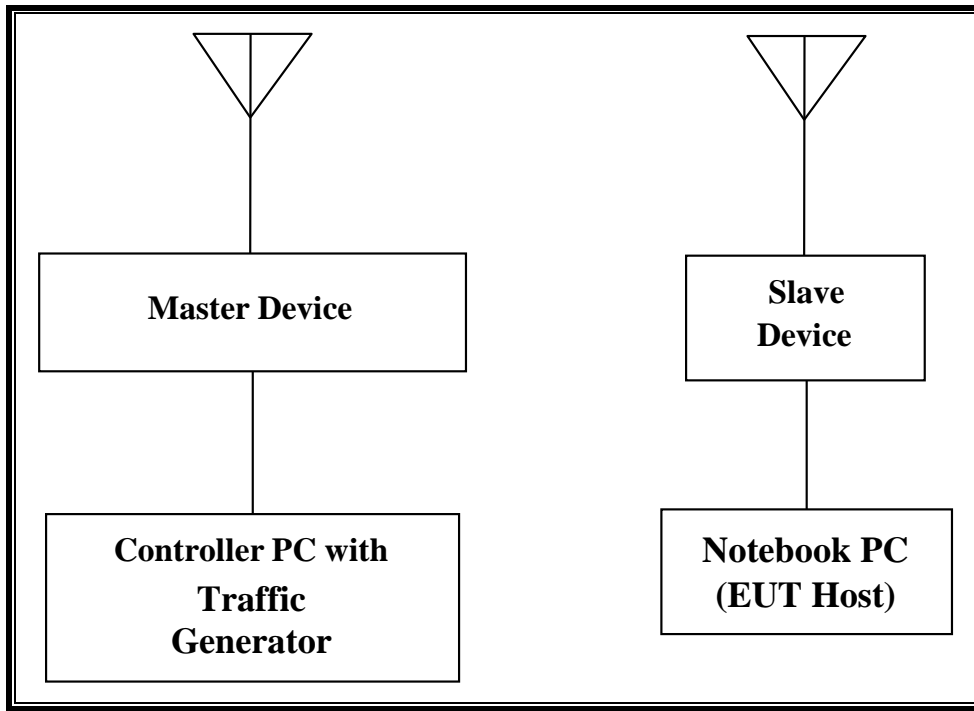 Master Device
Slave
Device
Controller PC with
Traffic
Generator
Notebook PC
(EUT Host)